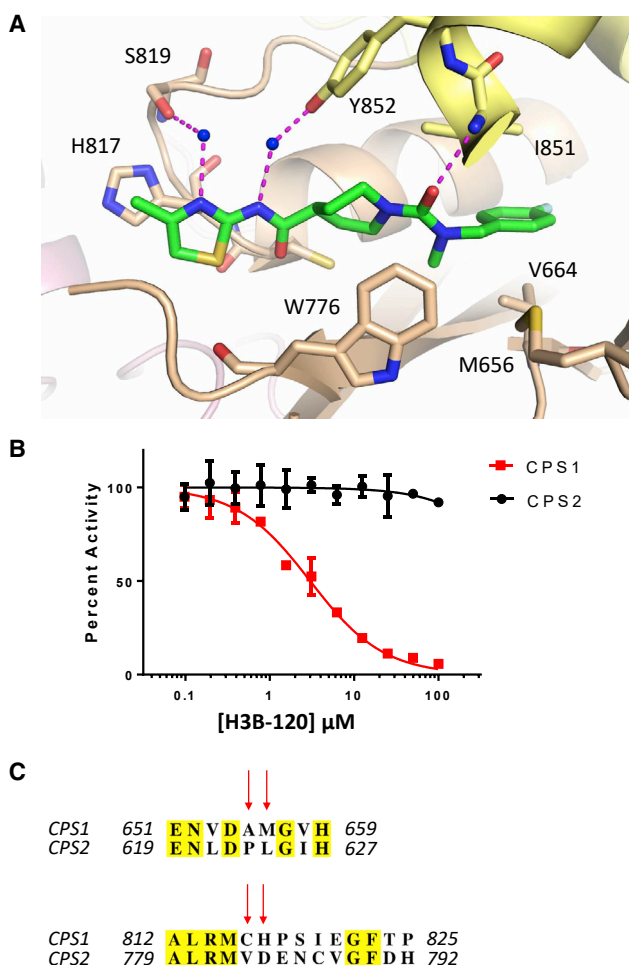 A
S819
Y852
H817
I851
V664
W776
M656
B
CPS1
CPS2
100
50
0
Percent Activity
0.1 1 10 100
[H3B-120] µM
C
CPS1 651 ENVDAMGVH 659
CPS2 619 ENLDPLGIH 627
CPS1 812 ALRMCHPSIEGFTP 825
CPS2 779 ALRMVDENCVGFDH 792